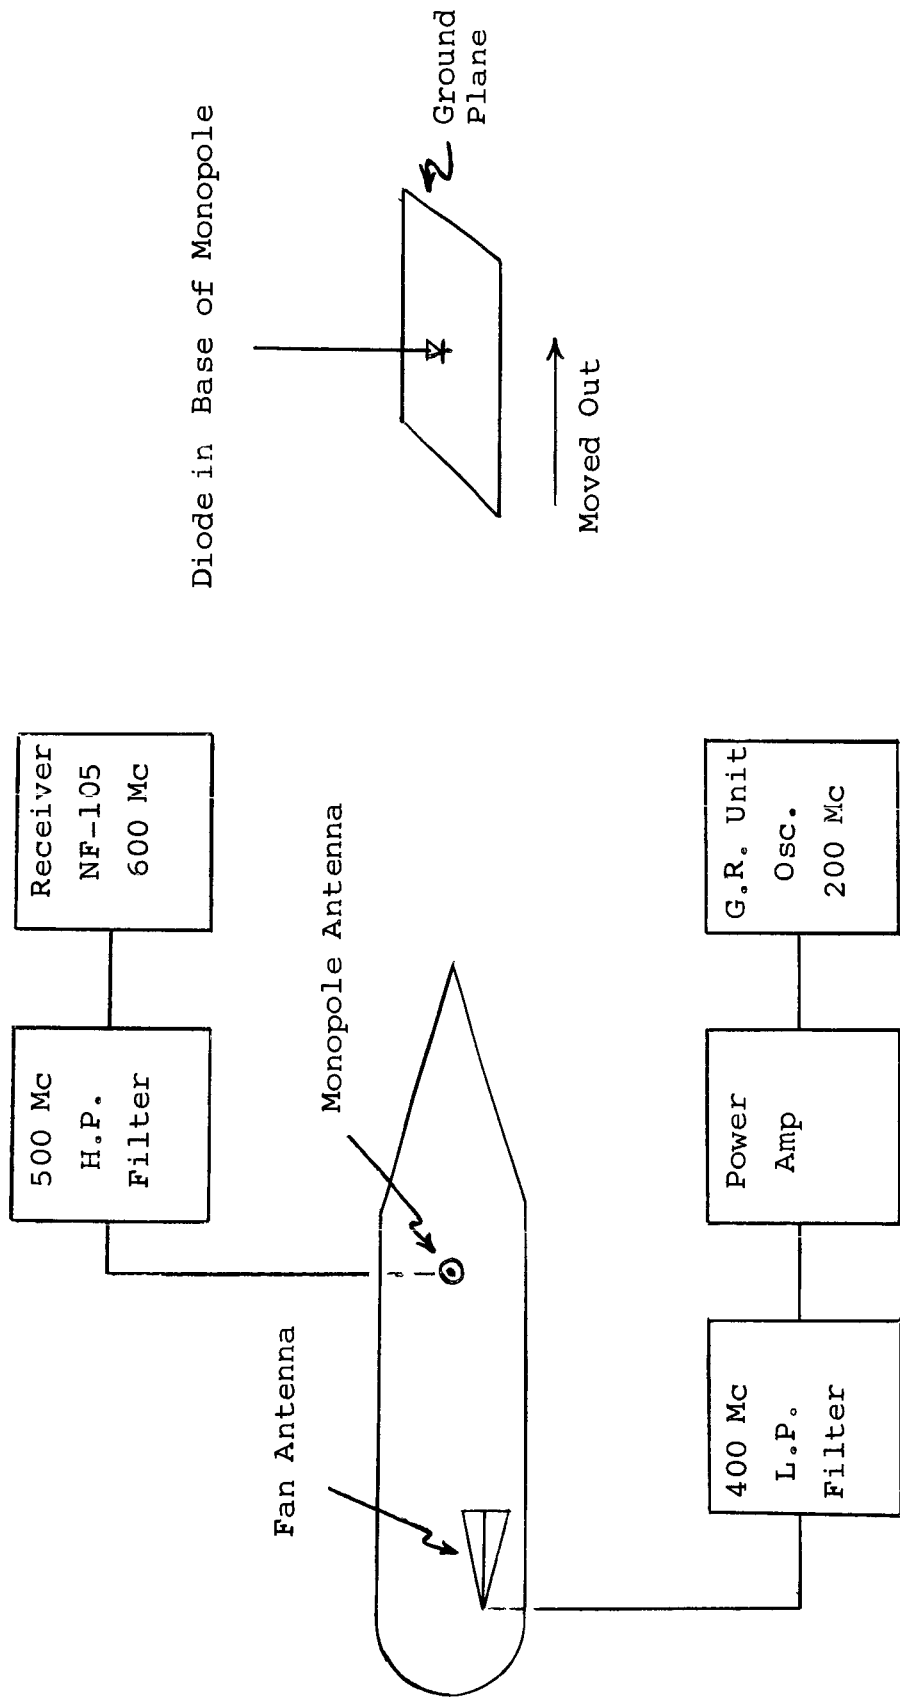 Diode in Base of Monopole
Ground
Plane
Moved Out
Receiver
NF-105
600 Mc
500 Mc
H.P.
Filter
Monopole Antenna
Fan Antenna
G.R. Unit
Osc.
200 Mc
Power
Amp
400 Mc
L.P.
Filter